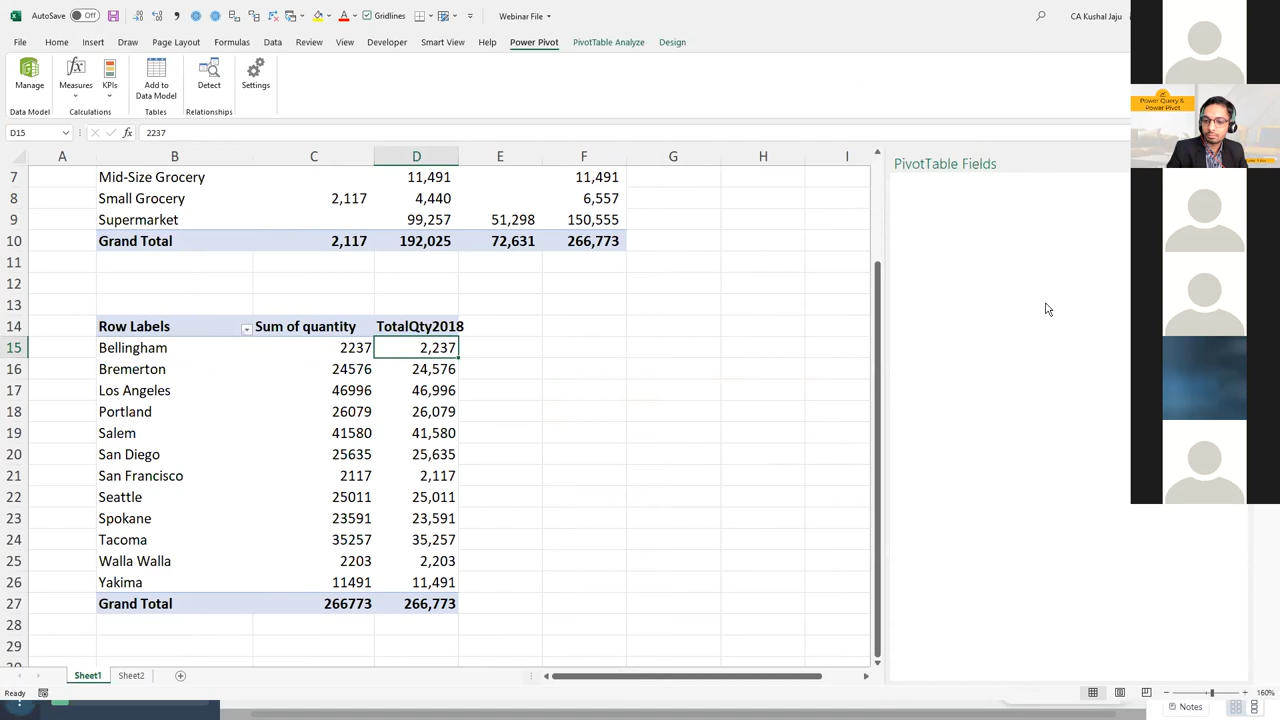 AutoSave Off Gridlines Webinar File CA Kushal Jaju
File Home Insert Draw Page Layout Formulas Data Review View Developer Smart View Help Power Pivot PivotTable Analyze Design
Manage Measures KPIs Add to Data Model Detect Settings
Data Model Calculations Tables Relationships
Power Query & Power Pivot
D15 fx 2237
A B C D E F G H I
PivotTable Fields
7 Mid-Size Grocery 11,491 11,491
8 Small Grocery 2,117 4,440 6,557
9 Supermarket 99,257 51,298 150,555
10 Grand Total 2,117 192,025 72,631 266,773
11
12
13
14 Row Labels Sum of quantity TotalQty2018
15 Bellingham 2237 2,237
16 Bremerton 24576 24,576
17 Los Angeles 46996 46,996
18 Portland 26079 26,079
19 Salem 41580 41,580
20 San Diego 25635 25,635
21 San Francisco 2117 2,117
22 Seattle 25011 25,011
23 Spokane 23591 23,591
24 Tacoma 35257 35,257
25 Walla Walla 2203 2,203
26 Yakima 11491 11,491
27 Grand Total 266773 266,773
28
29
Sheet1 Sheet2
Ready 160%
Notes